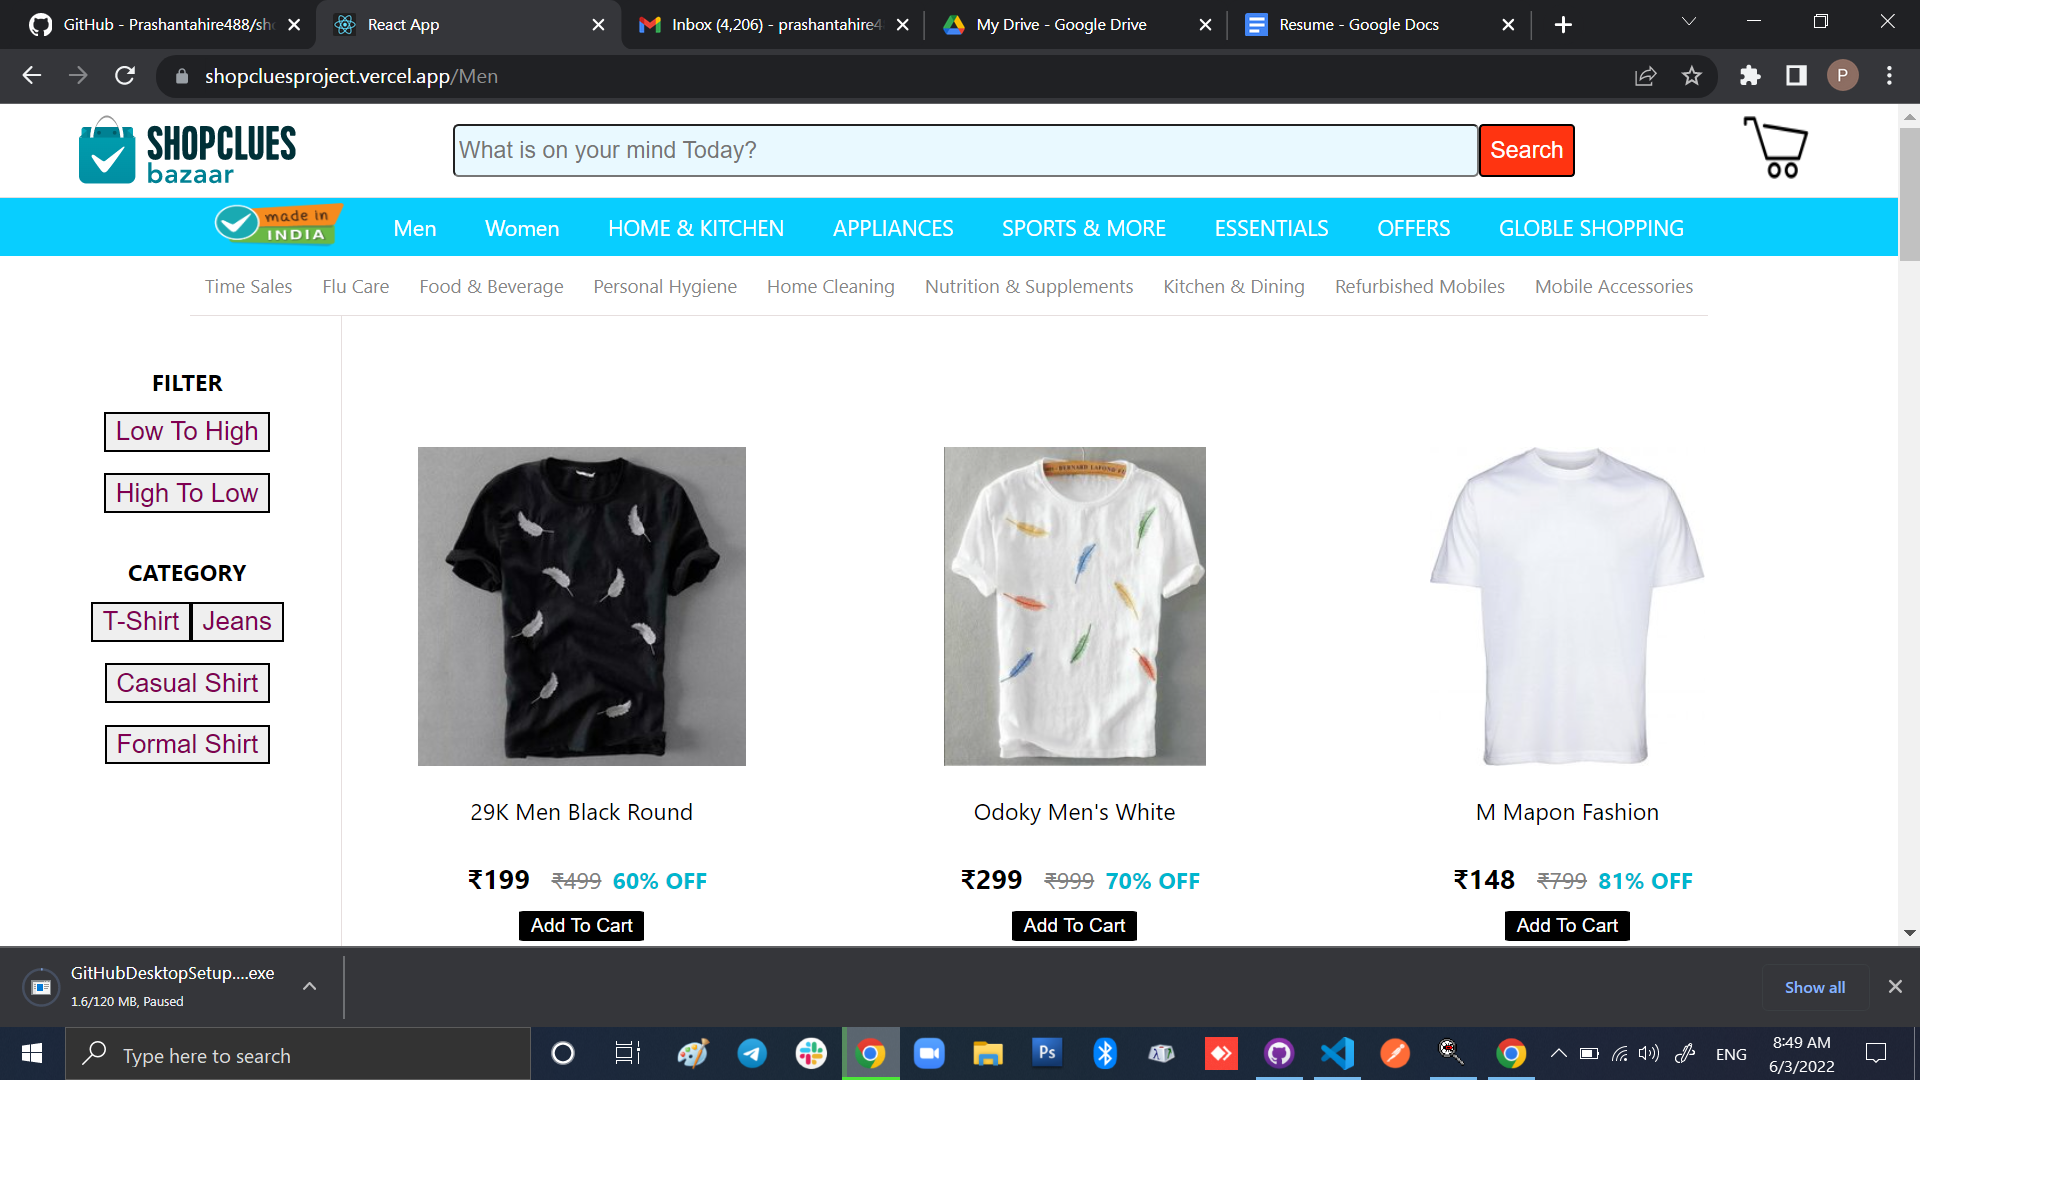 GitHub - Prashantahire488/sho React App Inbox (4,206) - prashantahire4 My Drive - Google Drive Resume - Google Docs
shopcluesproject.vercel.app/Men P
SHOPCLUES
bazaar
What is on your mind Today? Search
made in
INDIA
Men Women HOME & KITCHEN APPLIANCES SPORTS & MORE ESSENTIALS OFFERS GLOBLE SHOPPING
Time Sales Flu Care Food & Beverage Personal Hygiene Home Cleaning Nutrition & Supplements Kitchen & Dining Refurbished Mobiles Mobile Accessories
FILTER
Low To High
High To Low
CATEGORY
T-Shirt Jeans
Casual Shirt
Formal Shirt
BERNARD LAFOND
29K Men Black Round Odoky Men's White M Mapon Fashion
₹199 ₹499 60% OFF ₹299 ₹999 70% OFF ₹148 ₹799 81% OFF
Add To Cart Add To Cart Add To Cart
GitHubDesktopSetup....exe
1.6/120 MB, Paused
Show all
Type here to search
Ps
ENG
8:49 AM
6/3/2022